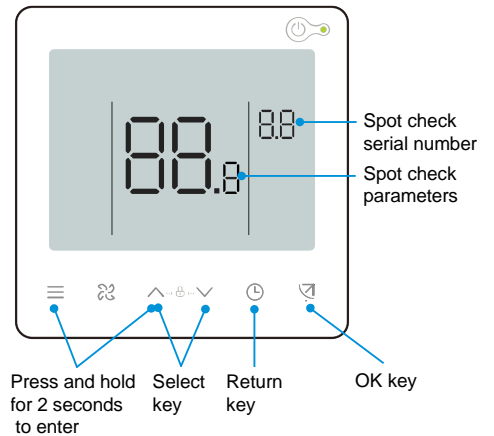 88.8
8.8
Spot check
serial number
Spot check
parameters
Press and hold
for 2 seconds
to enter
Select
key
Return
key
OK key